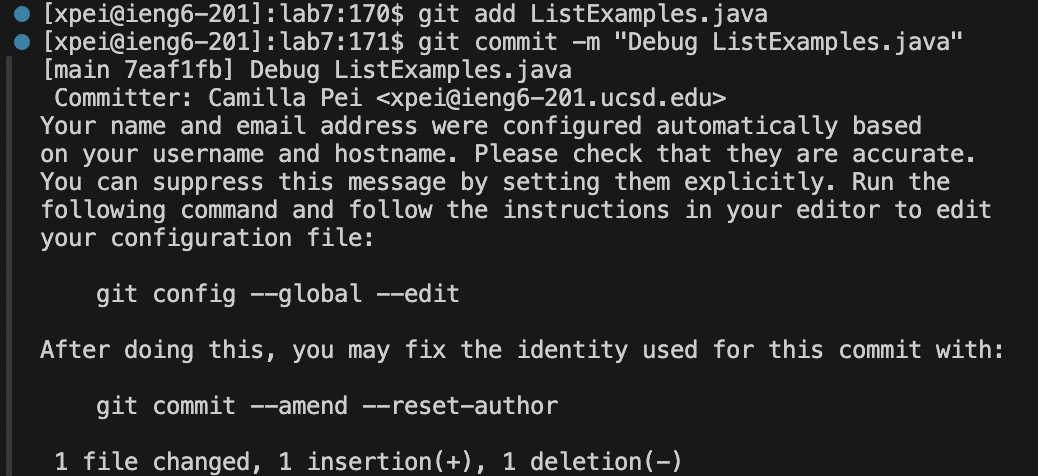 [xpei@ieng6-201]:lab7:170$ git add ListExamples.java
[xpei@ieng6-201]:lab7:171$ git commit -m "Debug ListExamples.java"
[main 7eaf1fb] Debug ListExamples.java
 Committer: Camilla Pei <xpei@ieng6-201.ucsd.edu>
Your name and email address were configured automatically based
on your username and hostname. Please check that they are accurate.
You can suppress this message by setting them explicitly. Run the
following command and follow the instructions in your editor to edit
your configuration file:

    git config --global --edit

After doing this, you may fix the identity used for this commit with:

    git commit --amend --reset-author

 1 file changed, 1 insertion(+), 1 deletion(-)